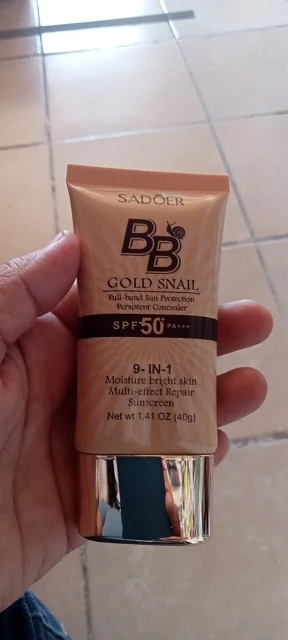 SADOER
BB
GOLD SNAIL
Full-band Sun Protection
Persistent Concealer
SPF50+ PA+++
9-IN-1
Moisture bright skin
Multi-effect Repair
Sunscreen
Net wt 1.41 OZ (40g)